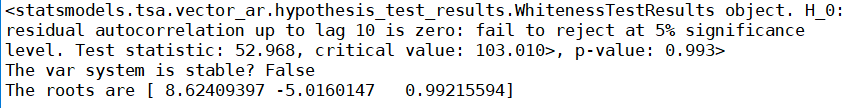 <statsmodels.tsa.vector_ar.hypothesis_test_results.WhitenessTestResults object. H_0:
residual autocorrelation up to lag 10 is zero: fail to reject at 5% significance
level. Test statistic: 52.968, critical value: 103.010>, p-value: 0.993>
The var system is stable? False
The roots are [ 8.62409397 -5.0160147   0.99215594]